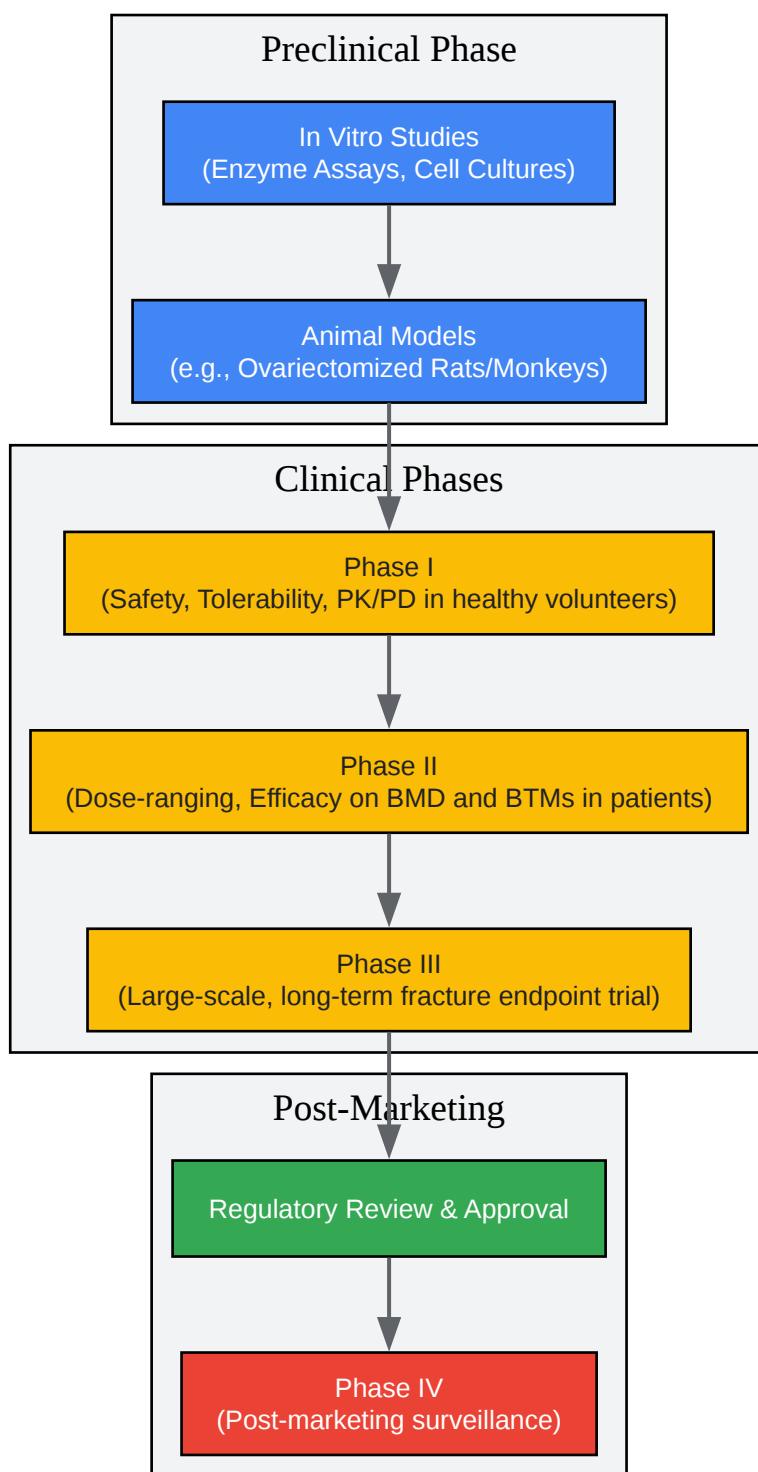 Preclinical Phase
In Vitro Studies
(Enzyme Assays, Cell Cultures)
Animal Models
(e.g., Ovariectomized Rats/Monkeys)
Clinical Phases
Phase I
(Safety, Tolerability, PK/PD in healthy volunteers)
Phase II
(Dose-ranging, Efficacy on BMD and BTMs in patients)
Phase III
(Large-scale, long-term fracture endpoint trial)
Post-Marketing
Regulatory Review & Approval
Phase IV
(Post-marketing surveillance)